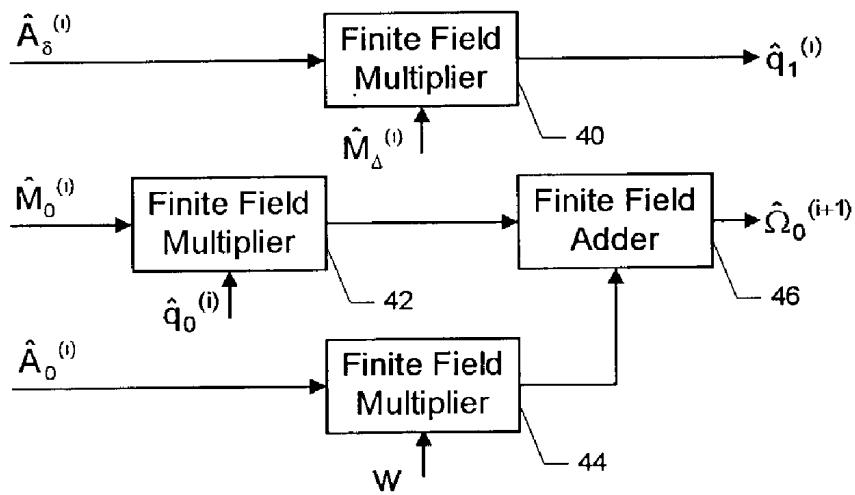 Â_δ^(i)
Finite Field
Multiplier
q̂_1^(i)
40
M̂_Δ^(i)
M̂_0^(i)
Finite Field
Multiplier
Finite Field
Adder
Ω̂_0^(i+1)
42
46
q̂_0^(i)
Â_0^(i)
Finite Field
Multiplier
44
W